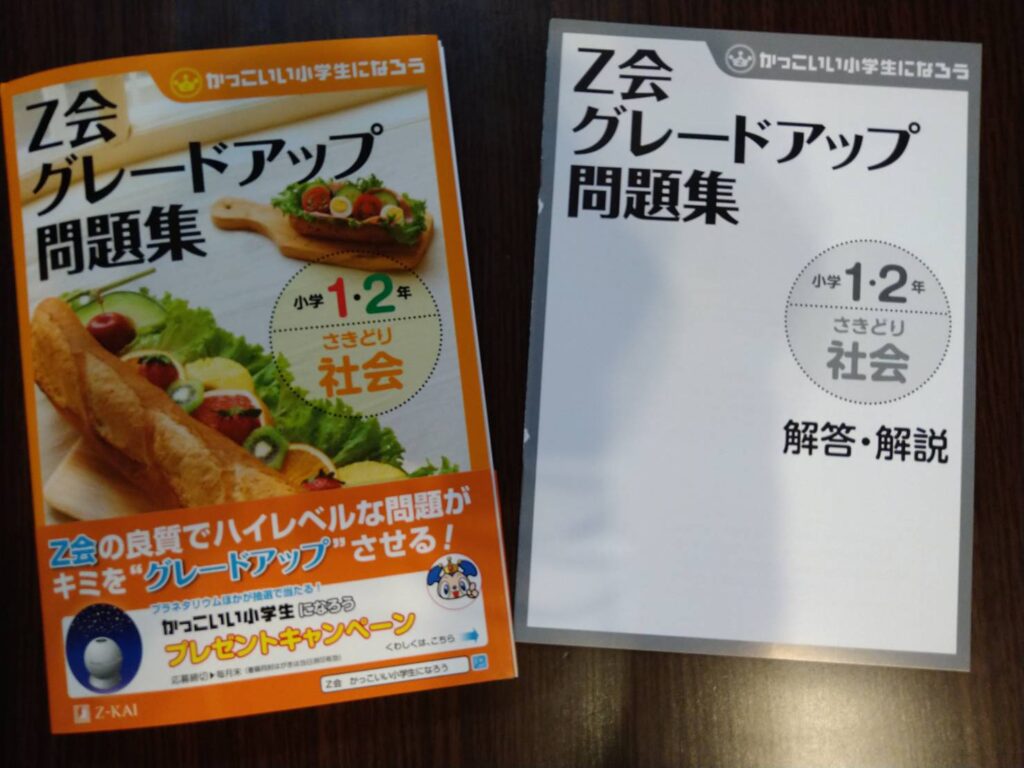 かっこいい小学生になろう
Z会
グレードアップ
問題集
小学1・2年
さきどり
社会
Z会の良質でハイレベルな問題が
キミを“グレードアップ”させる！
プラネタリウムほかが抽選で当たる！
かっこいい小学生になろう
プレゼントキャンペーン
くわしくは、こちら
応募締切▶毎月末
Z会 かっこいい小学生になろう
Z-KAI
かっこいい小学生になろう
Z会
グレードアップ
問題集
小学1・2年
さきどり
社会
解答・解説